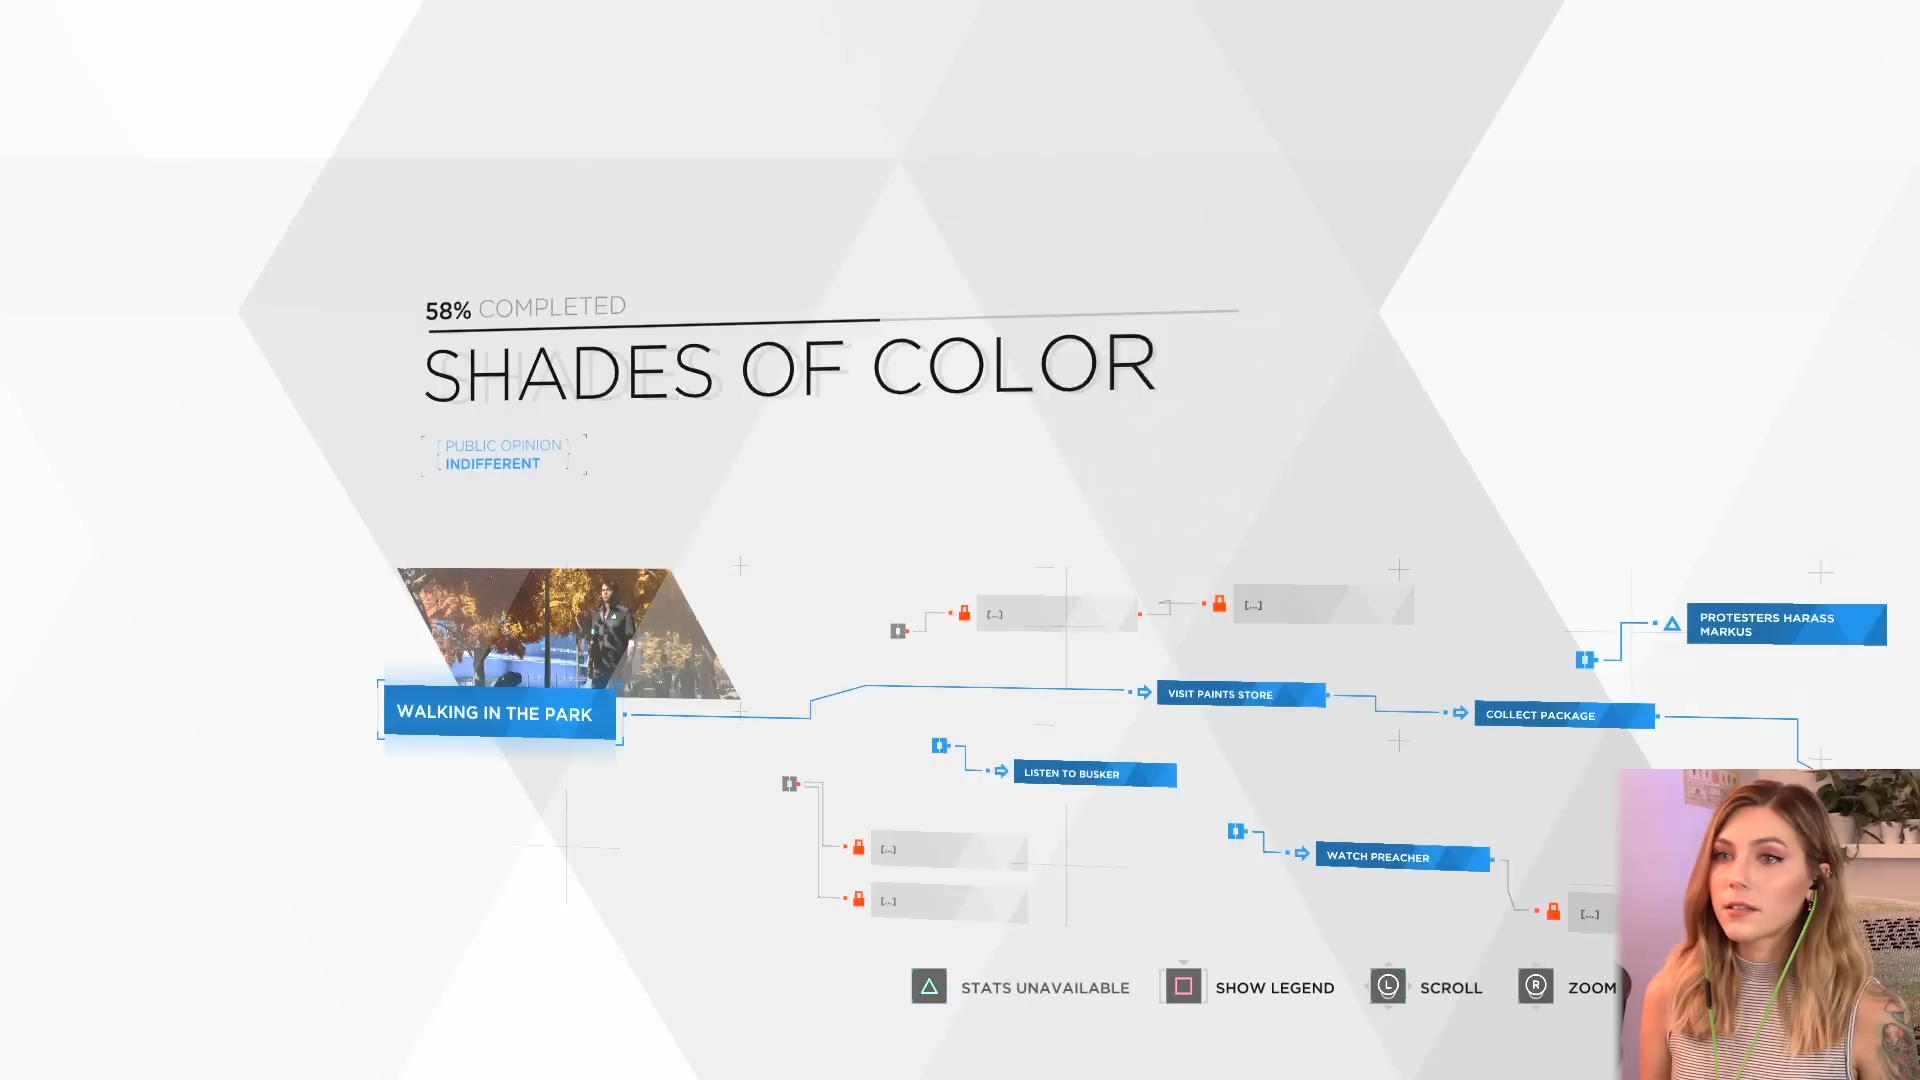 58% COMPLETED
SHADES OF COLOR
PUBLIC OPINION
INDIFFERENT
[...]
[...]
PROTESTERS HARASS
MARKUS
VISIT PAINTS STORE
WALKING IN THE PARK
COLLECT PACKAGE
LISTEN TO BUSKER
[...]
WATCH PREACHER
[...]
[...]
STATS UNAVAILABLE
SHOW LEGEND
L
SCROLL
R
ZOOM